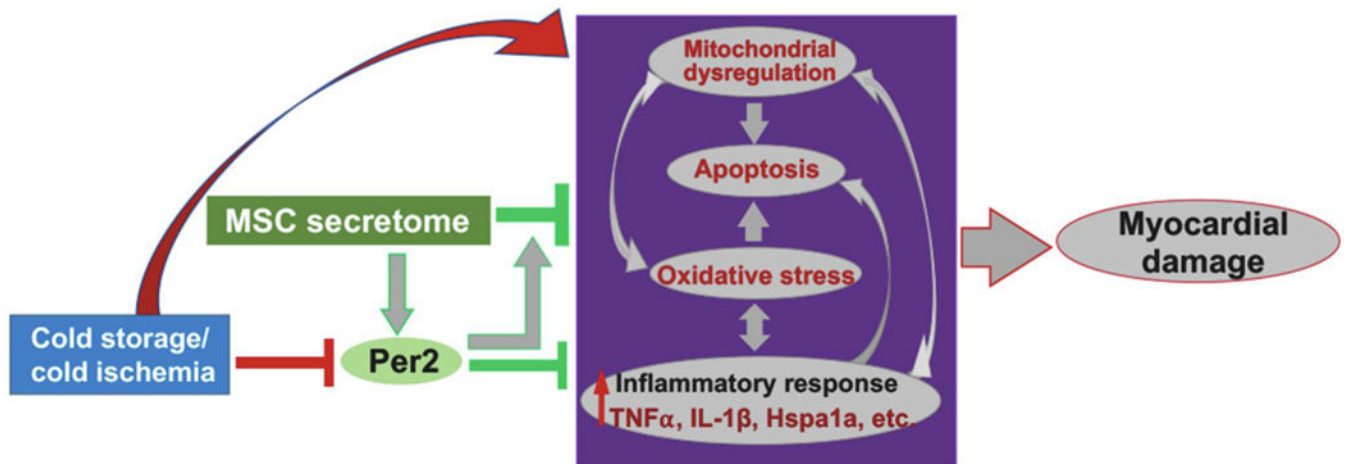 Mitochondrial
dysregulation
Apoptosis
MSC secretome
Oxidative stress
Myocardial
damage
Cold storage/
cold ischemia
Per2
Inflammatory response
TNFα, IL-1β, Hspa1a, etc.